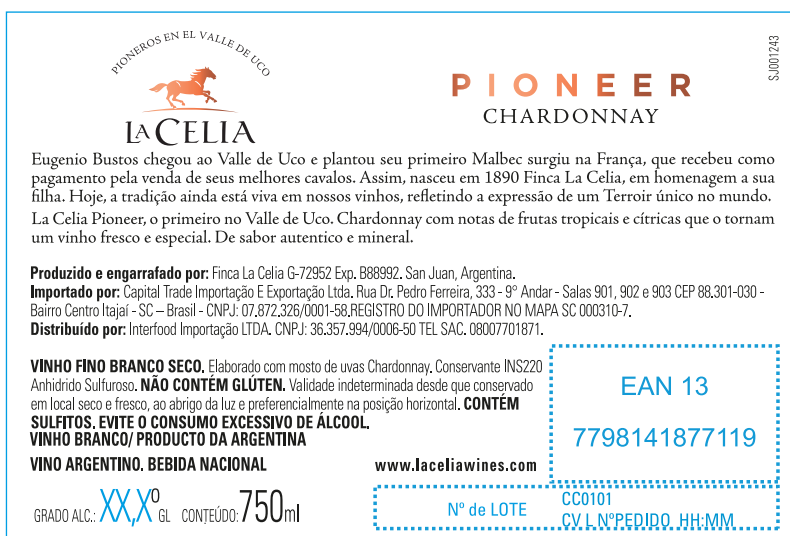 PIONEROS EN EL VALLE DE UCO
LA CELIA
PIONEER
CHARDONNAY
SJ001243
Eugenio Bustos chegou ao Valle de Uco e plantou seu primeiro Malbec surgiu na França, que recebeu como
pagamento pela venda de seus melhores cavalos. Assim, nasceu em 1890 Finca La Celia, em homenagem a sua
filha. Hoje, a tradição ainda está viva em nossos vinhos, refletindo a expressão de um Terroir único no mundo.
La Celia Pioneer, o primeiro no Valle de Uco. Chardonnay com notas de frutas tropicais e cítricas que o tornam
um vinho fresco e especial. De sabor autentico e mineral.
Produzido e engarrafado por: Finca La Celia G-72952 Exp. B88992. San Juan, Argentina.
Importado por: Capital Trade Importação E Exportação Ltda. Rua Dr. Pedro Ferreira, 333 - 9° Andar - Salas 901, 902 e 903 CEP 88.301-030 -
Bairro Centro Itajaí - SC – Brasil - CNPJ: 07.872.326/0001-58.REGISTRO DO IMPORTADOR NO MAPA SC 000310-7.
Distribuído por: Interfood Importação LTDA. CNPJ: 36.357.994/0006-50 TEL SAC. 08007701871.
VINHO FINO BRANCO SECO. Elaborado com mosto de uvas Chardonnay. Conservante INS220
Anhidrido Sulfuroso. NÃO CONTÉM GLÚTEN. Validade indeterminada desde que conservado
em local seco e fresco, ao abrigo da luz e preferencialmente na posição horizontal. CONTÉM
SULFITOS. EVITE O CONSUMO EXCESSIVO DE ÁLCOOL.
VINHO BRANCO/ PRODUCTO DA ARGENTINA
VINO ARGENTINO. BEBIDA NACIONAL
www.laceliawines.com
EAN 13
7798141877119
GRADO ALC.: XX,Xº GL CONTEÚDO: 750ml
Nº de LOTE
CC0101
CV L NºPEDIDO HH:MM